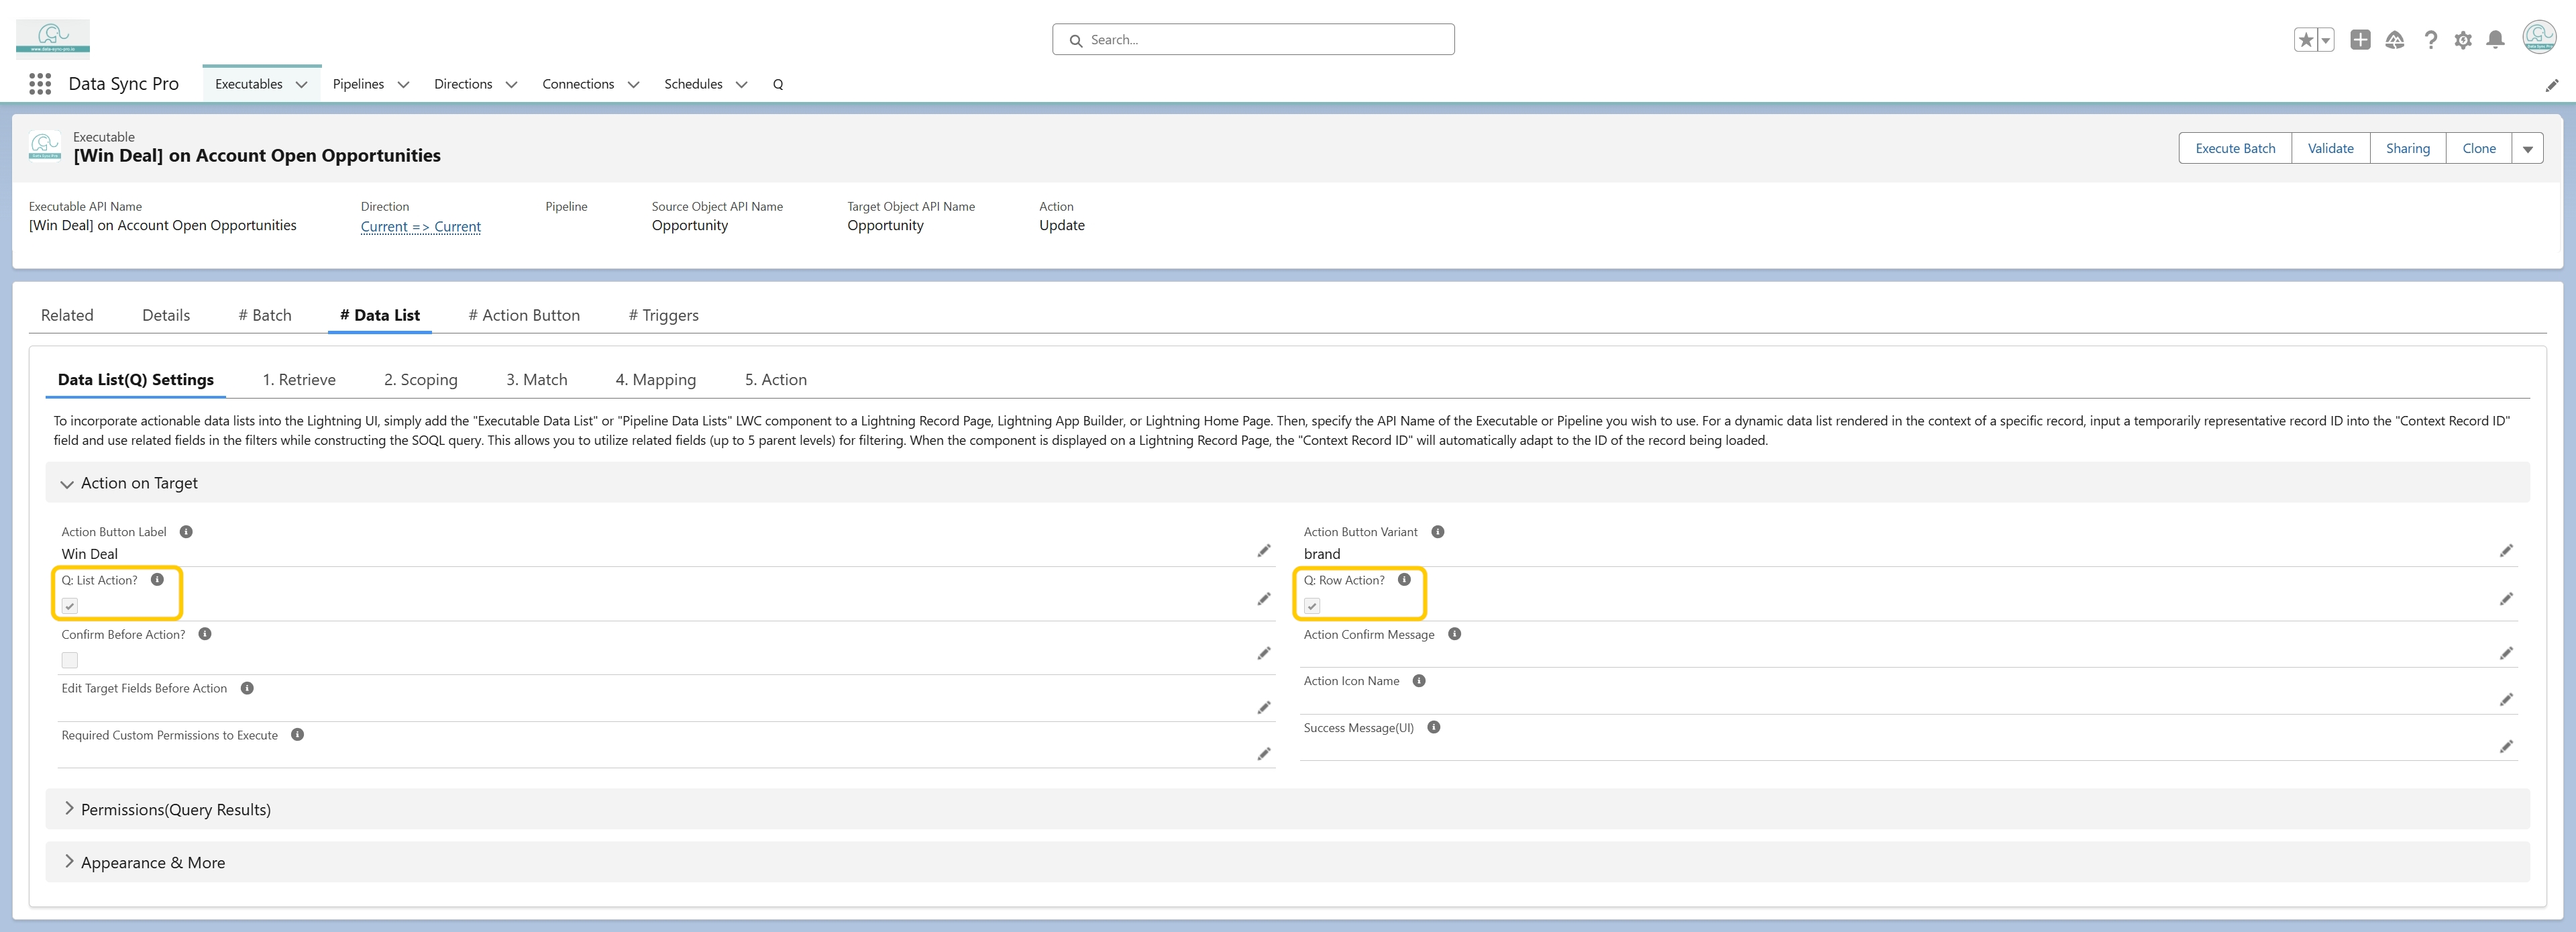 www.data-sync-pro.io
Search...
Data Sync Pro
Executables
Pipelines
Directions
Connections
Schedules
Q
Executable
[Win Deal] on Account Open Opportunities
Execute Batch
Validate
Sharing
Clone
Executable API Name
Direction
Pipeline
Source Object API Name
Target Object API Name
Action
[Win Deal] on Account Open Opportunities
Current => Current
Opportunity
Opportunity
Update
Related
Details
# Batch
# Data List
# Action Button
# Triggers
Data List(Q) Settings
1. Retrieve
2. Scoping
3. Match
4. Mapping
5. Action
To incorporate actionable data lists into the Lightning UI, simply add the "Executable Data List" or "Pipeline Data Lists" LWC component to a Lightning Record Page, Lightning App Builder, or Lightning Home Page. Then, specify the API Name of the Executable or Pipeline you wish to use. For a dynamic data list rendered in the context of a specific record, input a temporarily representative record ID into the "Context Record ID"
field and use related fields in the filters while constructing the SOQL query. This allows you to utilize related fields (up to 5 parent levels) for filtering. When the component is displayed on a Lightning Record Page, the "Context Record ID" will automatically adapt to the ID of the record being loaded.
Action on Target
Action Button Label
Win Deal
Action Button Variant
brand
Q: List Action?
Q: Row Action?
Confirm Before Action?
Action Confirm Message
Edit Target Fields Before Action
Action Icon Name
Required Custom Permissions to Execute
Success Message(UI)
Permissions(Query Results)
Appearance & More